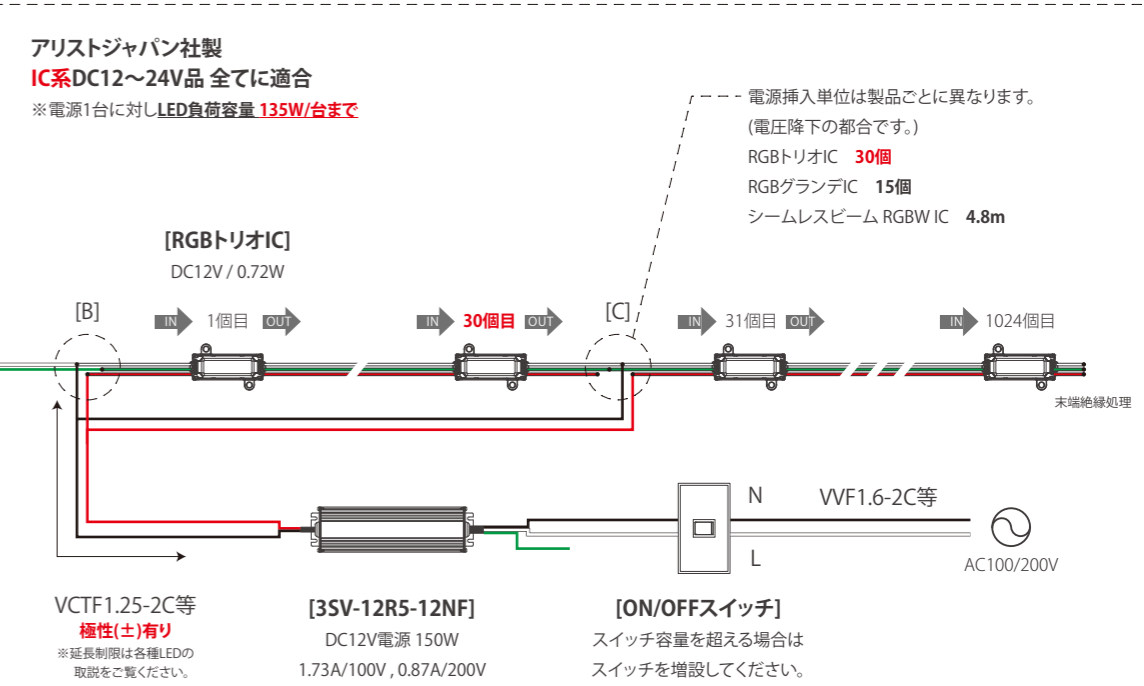 アリストジャパン社製
IC系DC12〜24V品 全てに適合
※電源1台に対しLED負荷容量 135W/台まで
電源挿入単位は製品ごとに異なります。
(電圧降下の都合です。)
RGBトリオIC 30個
RGBグランデIC 15個
シームレスビーム RGBW IC 4.8m
[RGBトリオIC]
DC12V / 0.72W
[B]
IN 1個目 OUT
IN 30個目 OUT
[C]
IN 31個目 OUT
IN 1024個目
末端絶縁処理
N
VVF1.6-2C等
L
AC100/200V
VCTF1.25-2C等
極性(±)有り
※延長制限は各種LEDの
取説をご覧ください。
[3SV-12R5-12NF]
DC12V電源 150W
1.73A/100V , 0.87A/200V
[ON/OFFスイッチ]
スイッチ容量を超える場合は
スイッチを増設してください。